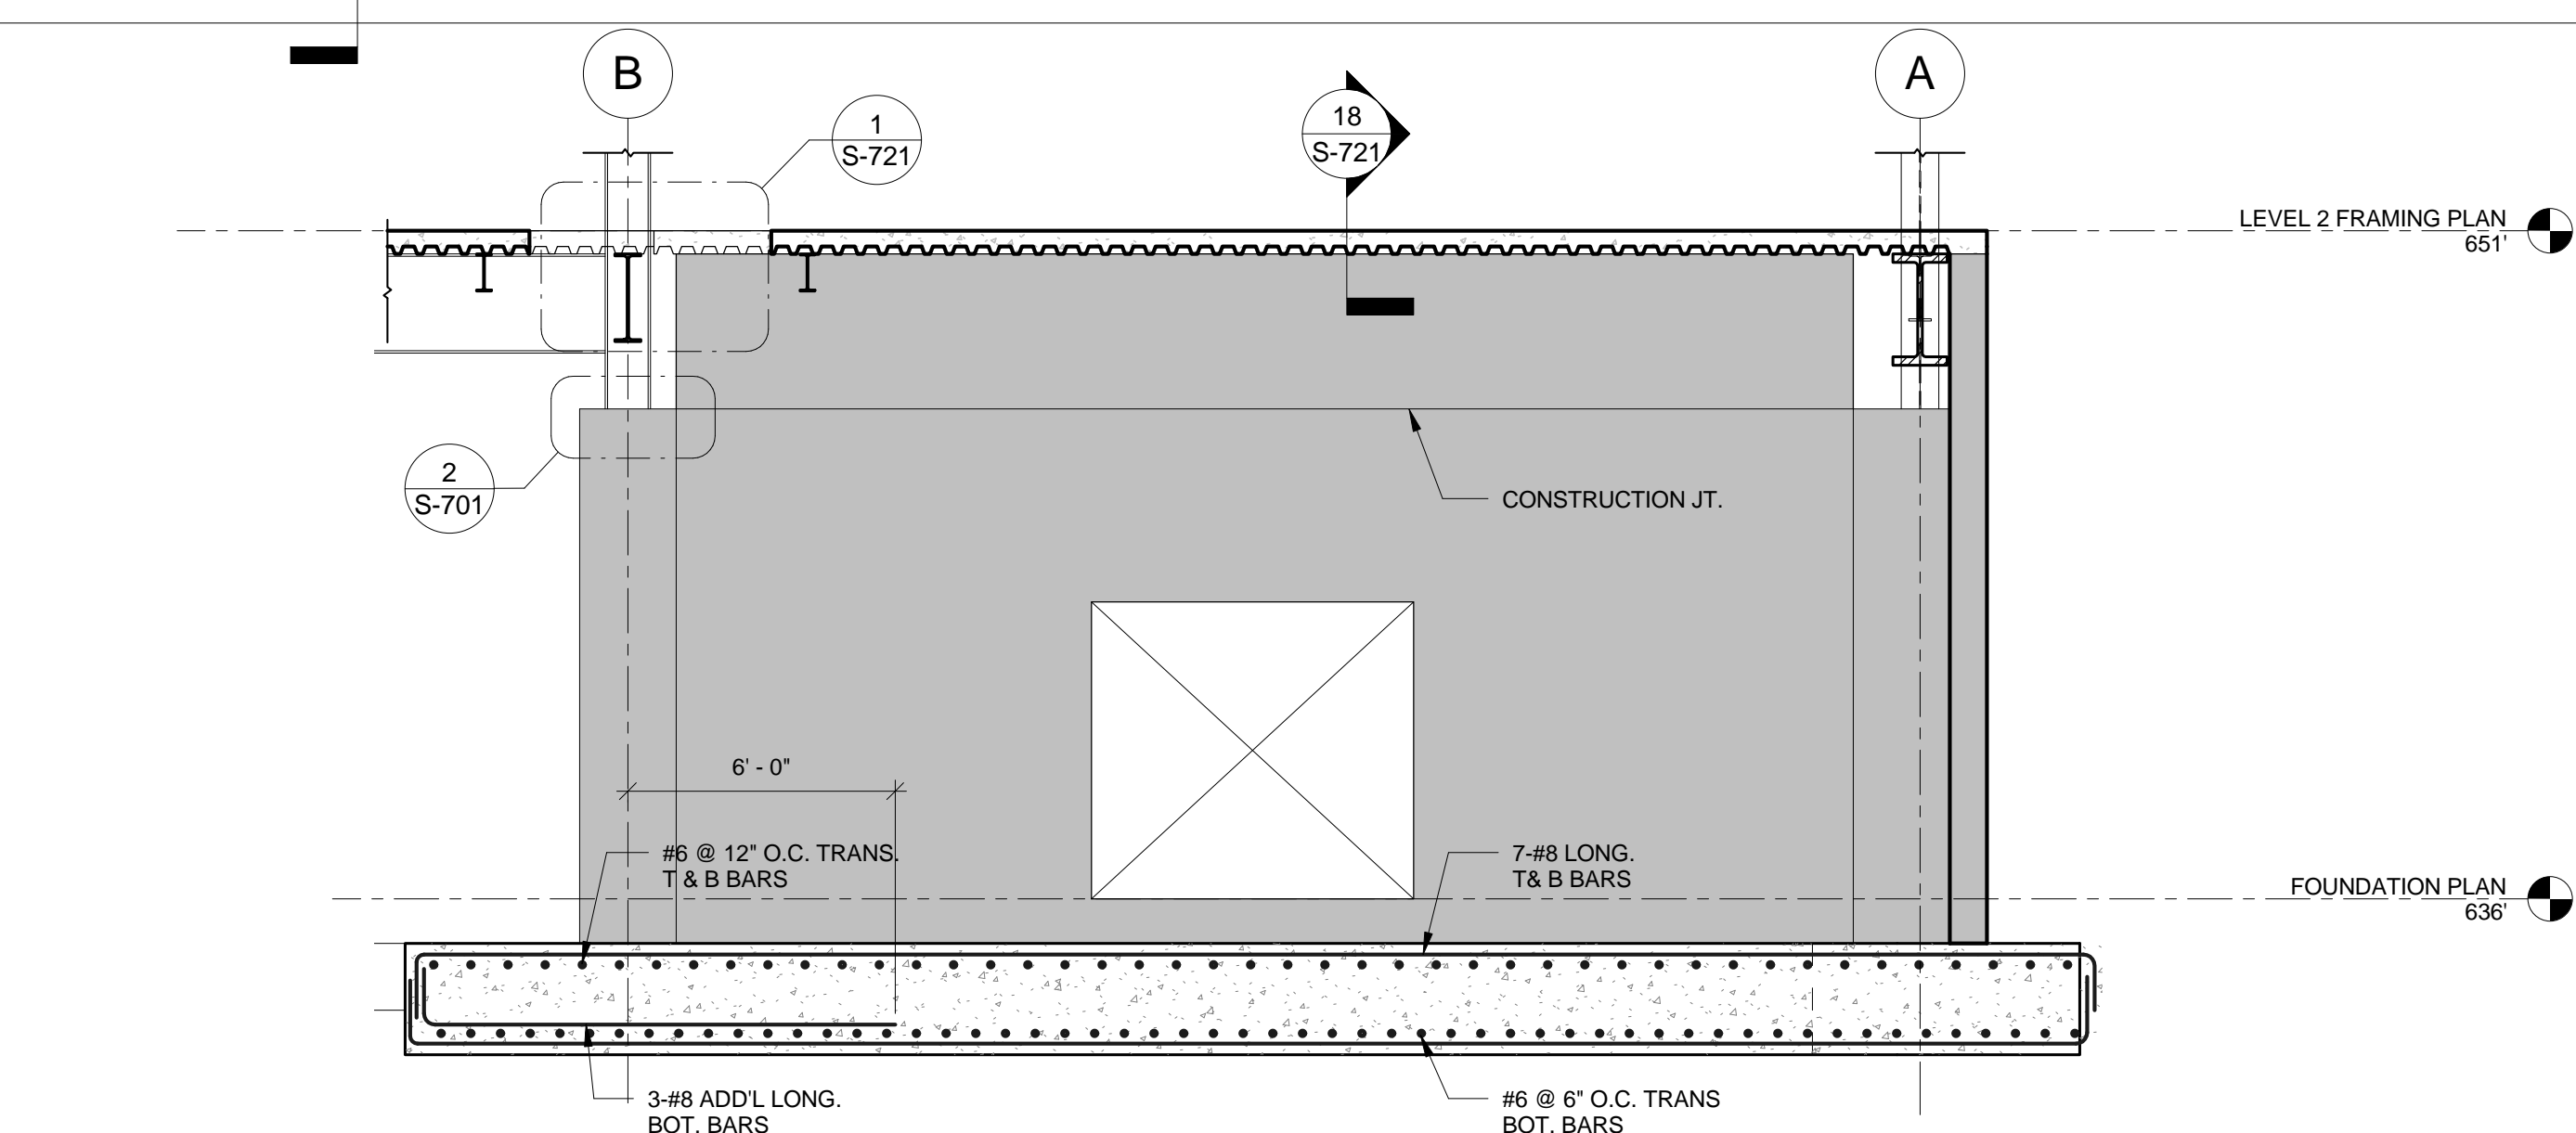 B
A
1
S-721
18
S-721
LEVEL 2 FRAMING PLAN
651'
2
S-701
CONSTRUCTION JT.
6' - 0"
#6 @ 12" O.C. TRANS.
T & B BARS
7-#8 LONG.
T& B BARS
FOUNDATION PLAN
636'
3-#8 ADD'L LONG.
BOT. BARS
#6 @ 6" O.C. TRANS
BOT. BARS